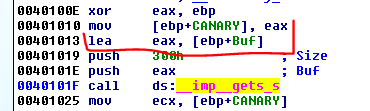 0040100E xor     eax, ebp
00401010 mov     [ebp+CANARY], eax
00401013 lea     eax, [ebp+Buf]
00401019 push    300h            ; Size
0040101E push    eax             ; Buf
0040101F call    ds:__imp__gets_s
00401025 mov     ecx, [ebp+CANARY]